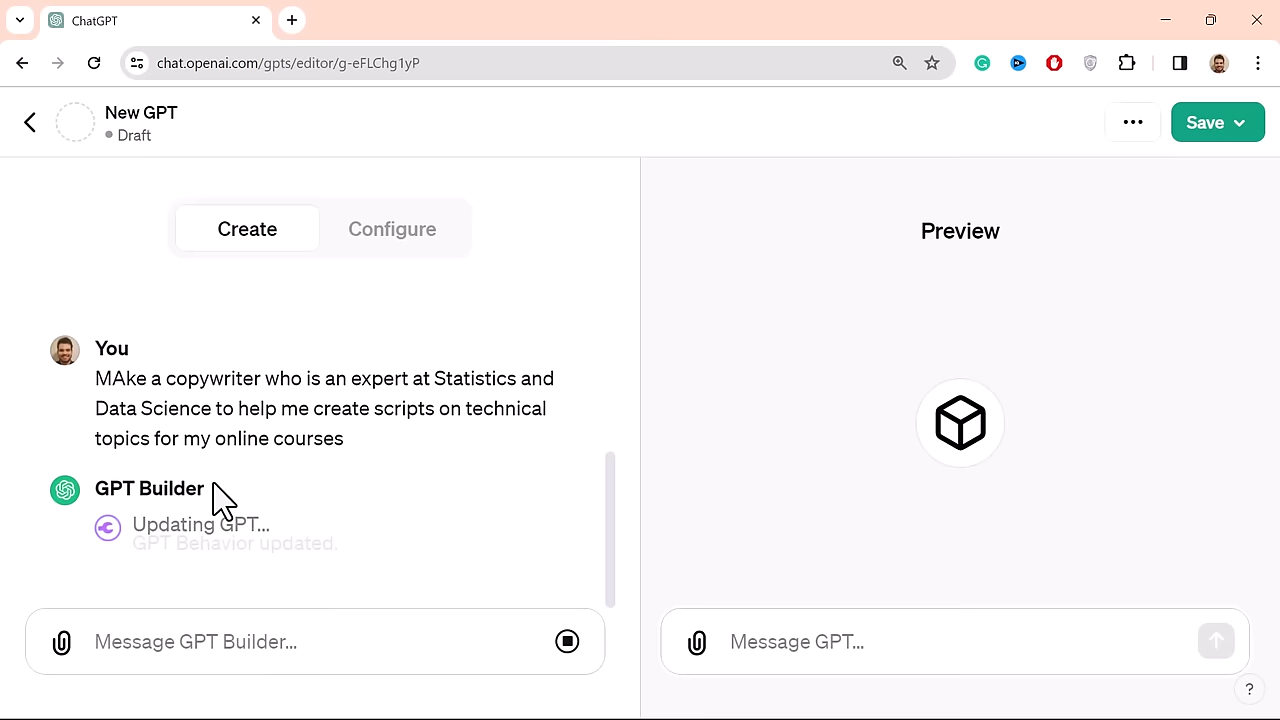 ChatGPT
chat.openai.com/gpts/editor/g-aFLChg1yP
New GPT
Draft
Save
Create
Configure
Preview
You
MAke a copywriter who is an expert at Statistics and
Data Science to help me create scripts on technical
topics for my online courses
GPT Builder
Updating GPT...
GPT Behavior updated.
Message GPT Builder...
Message GPT...
?